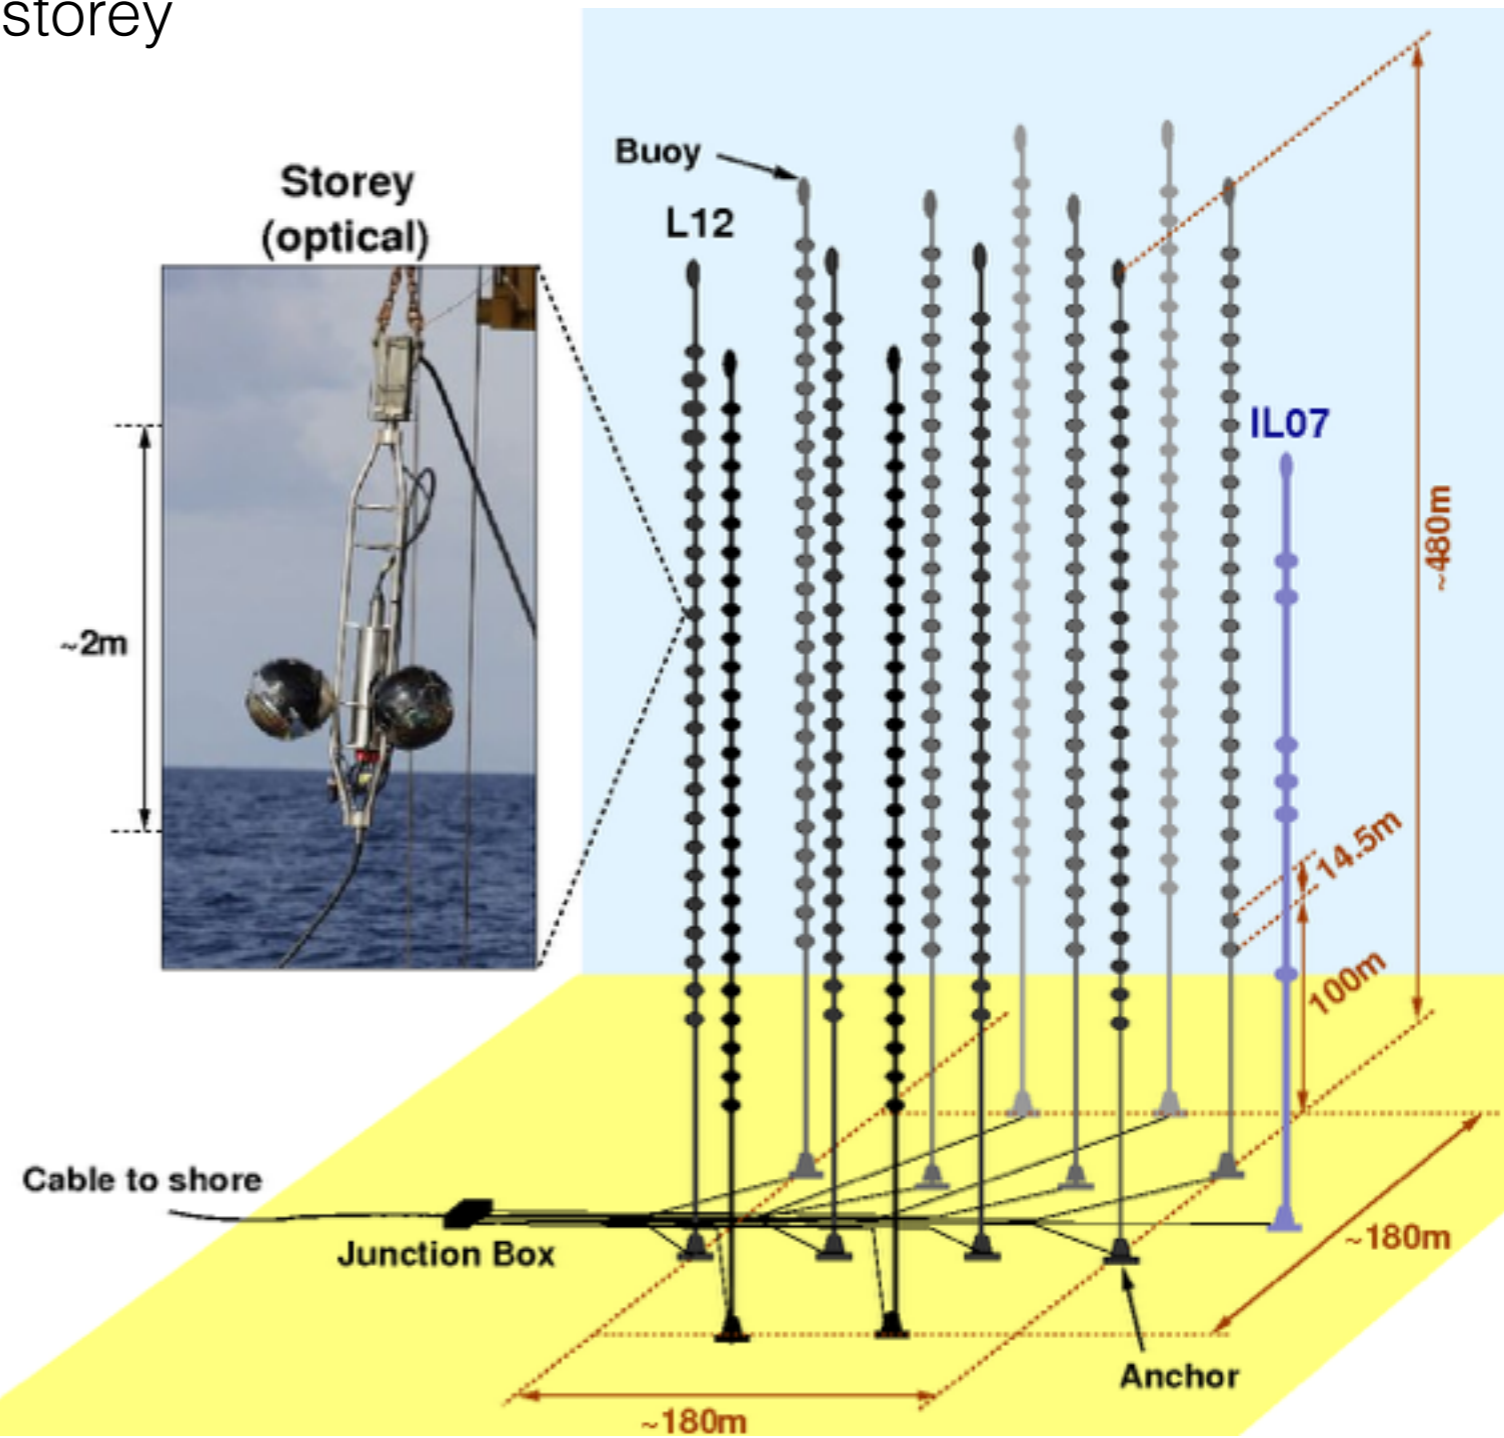 storey
Storey
(optical)
~2m
Buoy
L12
IL07
~480m
14.5m
100m
~180m
Cable to shore
Junction Box
Anchor
~180m